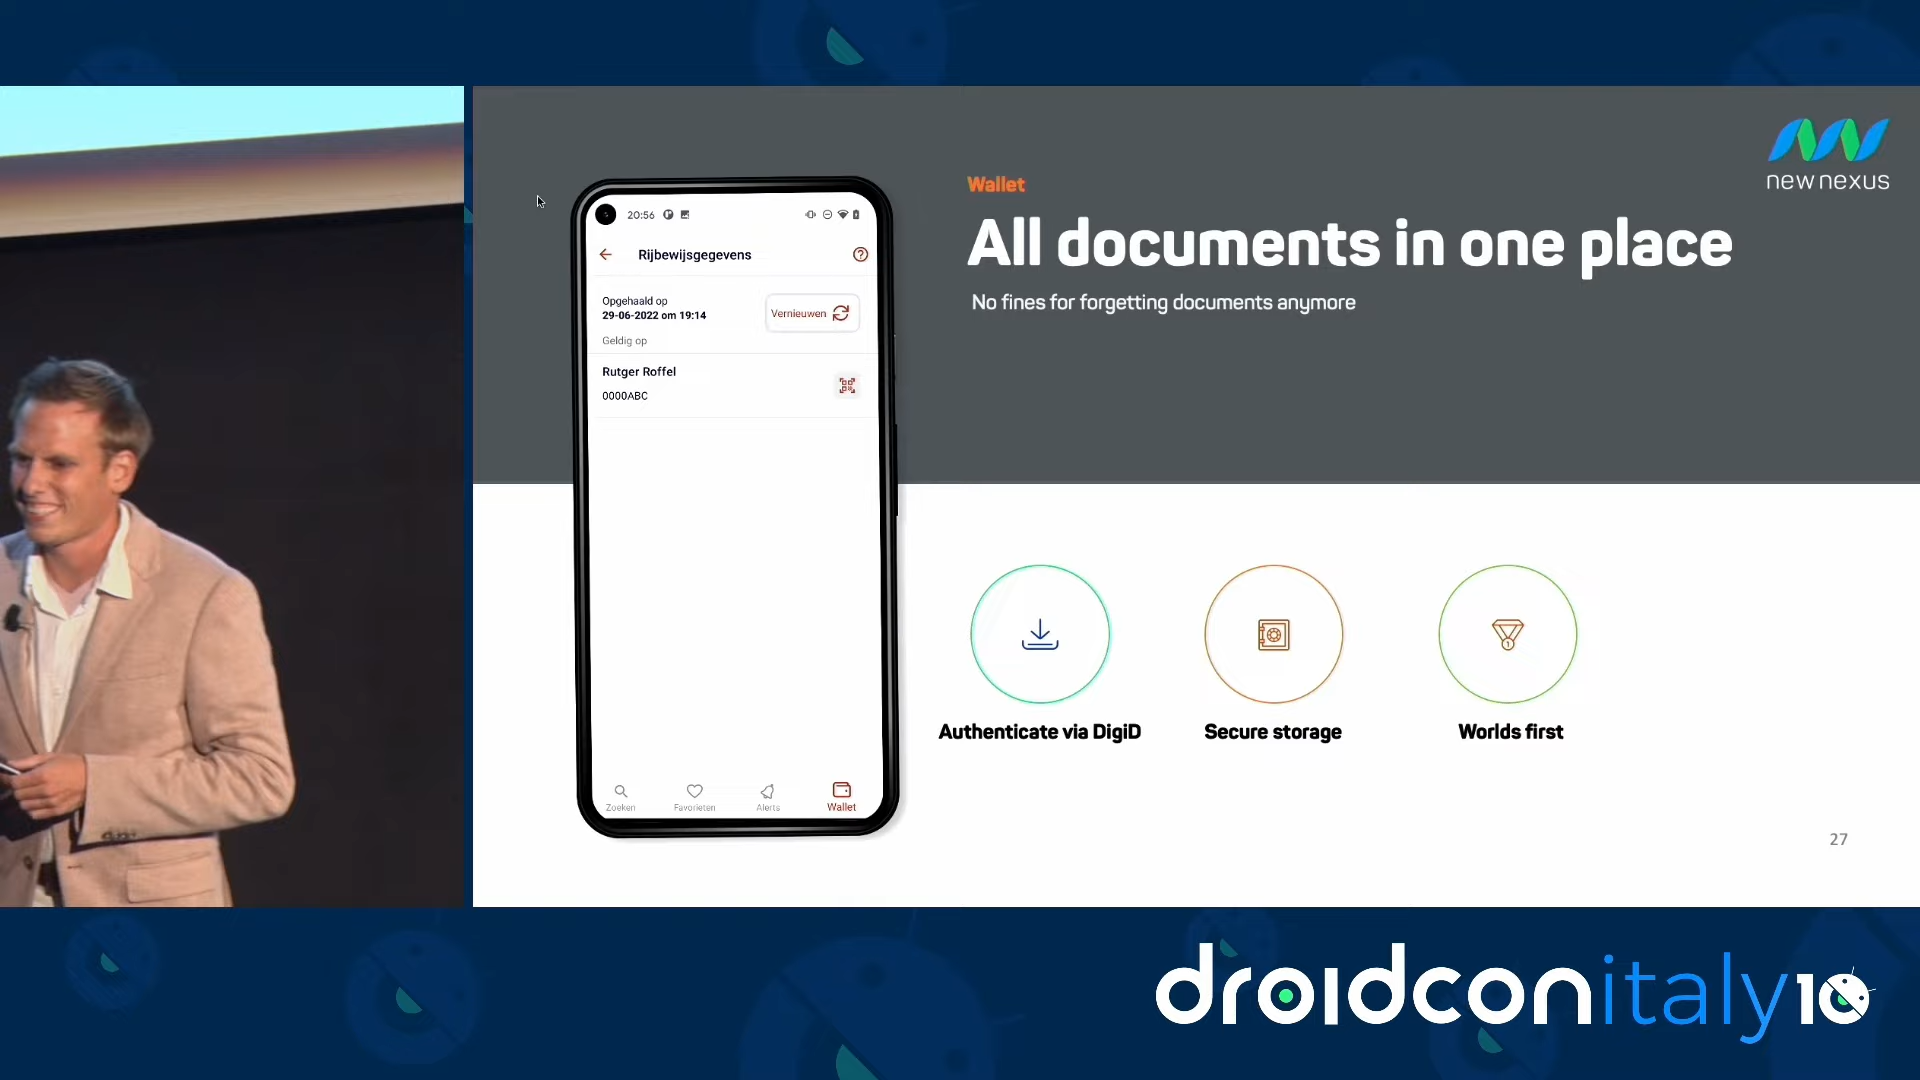 new nexus
Wallet
All documents in one place
No fines for forgetting documents anymore
20:56
Rijbewijsgegevens
Opgehaald op
29-06-2022 om 19:14
Vernieuwen
Geldig op
Rutger Roffel
0000ABC
Zoeken
Favorieten
Alerts
Wallet
Authenticate via DigiD
Secure storage
Worlds first
27
droidconitaly10